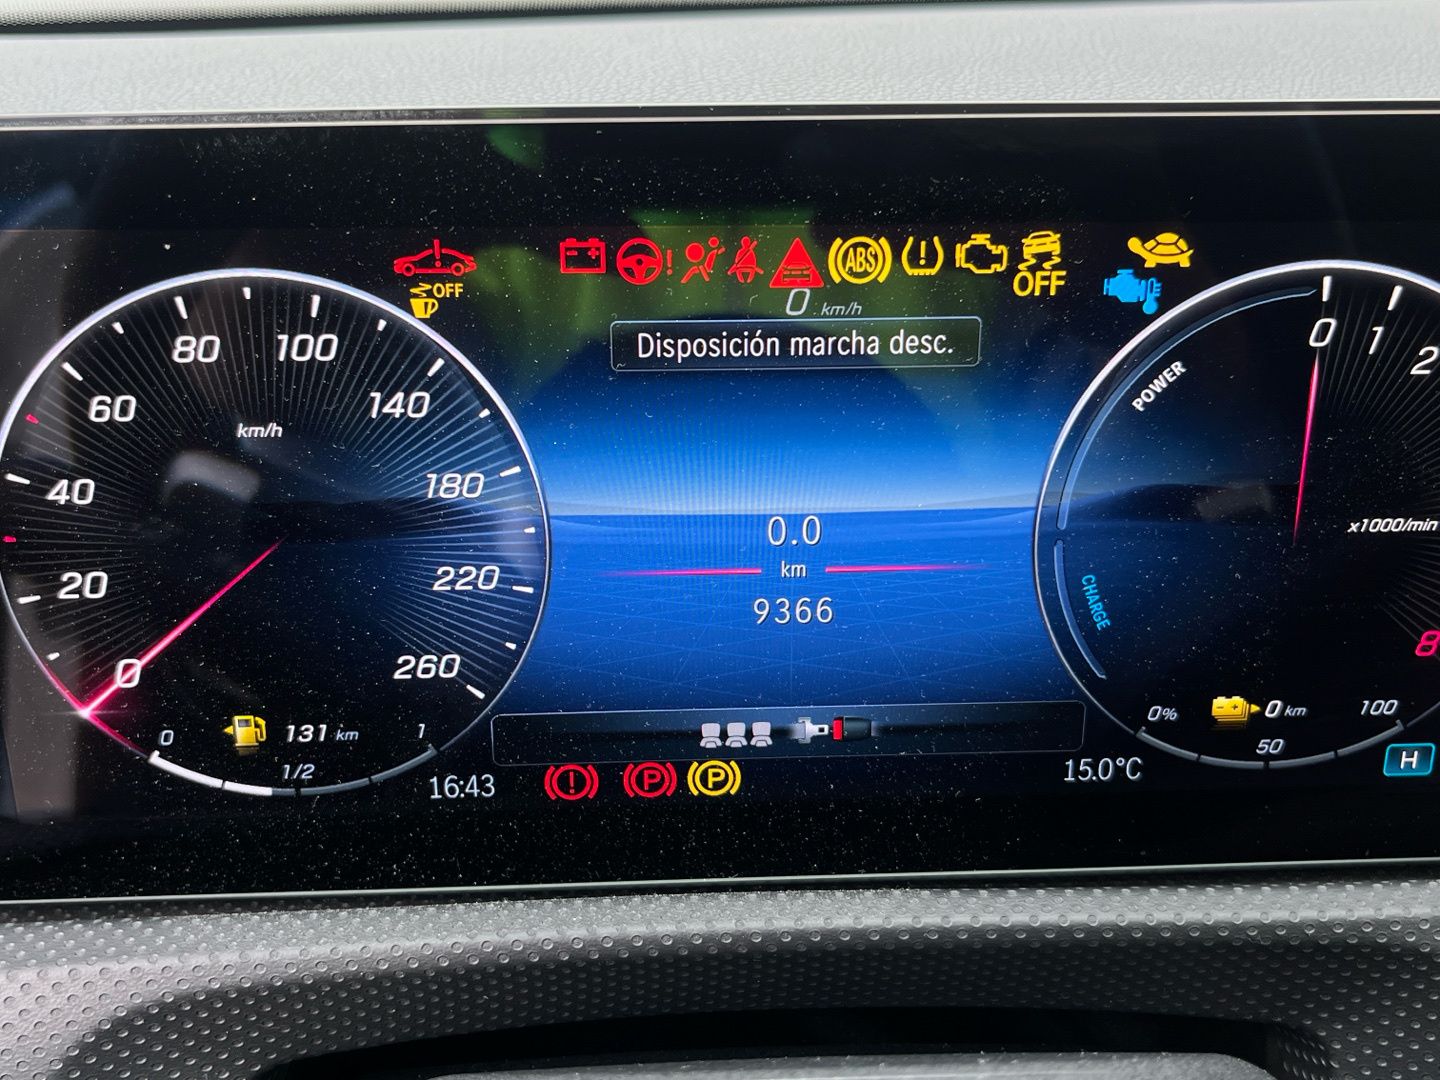 OFF
ABS
OFF
0 km/h
Disposición marcha desc.
0
20
40
60
80
100
140
180
220
260
km/h
0.0
km
9366
POWER
CHARGE
0
1
2
8
x1000/min
0
1/2
1
131 km
16:43
P
P
15.0°C
0%
50
100
0 km
H